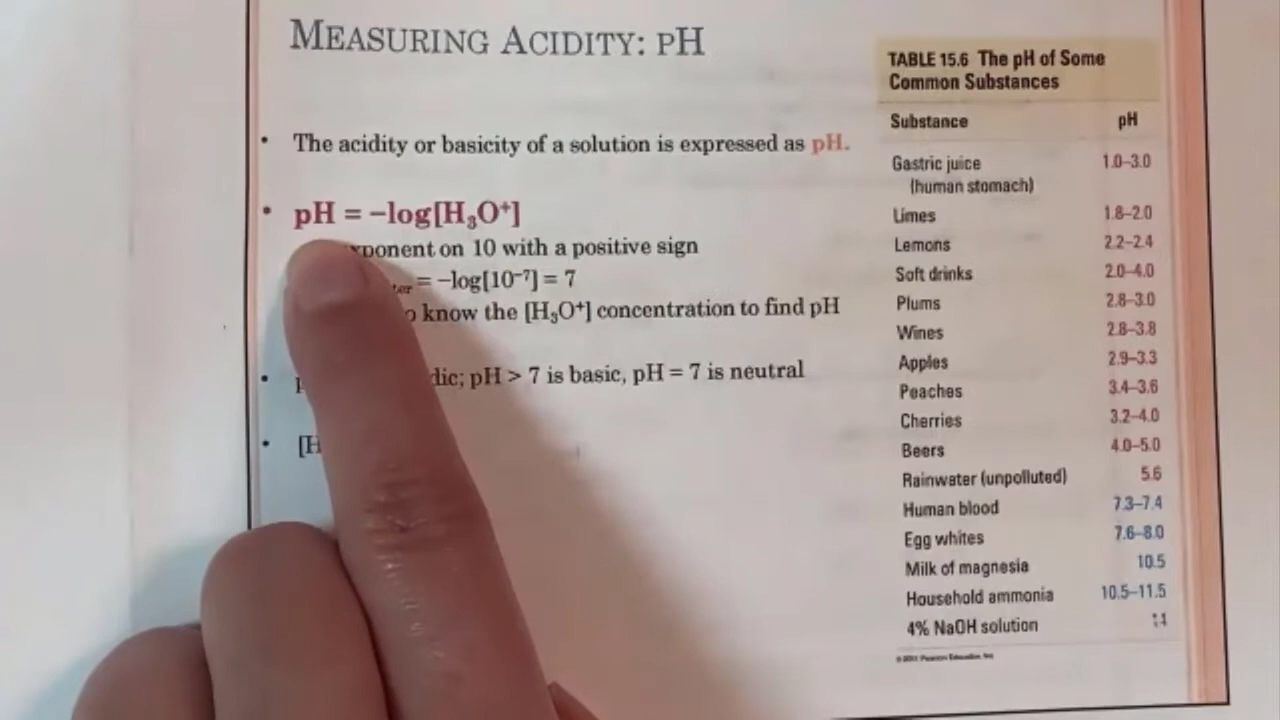 MEASURING ACIDITY: PH
• The acidity or basicity of a solution is expressed as pH.
• pH = −log[H₃O⁺]
exponent on 10 with a positive sign
= −log[10⁻⁷] = 7
know the [H₃O⁺] concentration to find pH
• pH > 7 is basic, pH = 7 is neutral
• [H
TABLE 15.6 The pH of Some
Common Substances
Substance pH
Gastric juice 1.0–3.0
(human stomach)
Limes 1.8–2.0
Lemons 2.2–2.4
Soft drinks 2.0–4.0
Plums 2.8–3.0
Wines 2.8–3.8
Apples 2.9–3.3
Peaches 3.4–3.6
Cherries 3.2–4.0
Beers 4.0–5.0
Rainwater (unpolluted) 5.6
Human blood 7.3–7.4
Egg whites 7.6–8.0
Milk of magnesia 10.5
Household ammonia 10.5–11.5
4% NaOH solution 14
© 2011 Pearson Education, Inc.